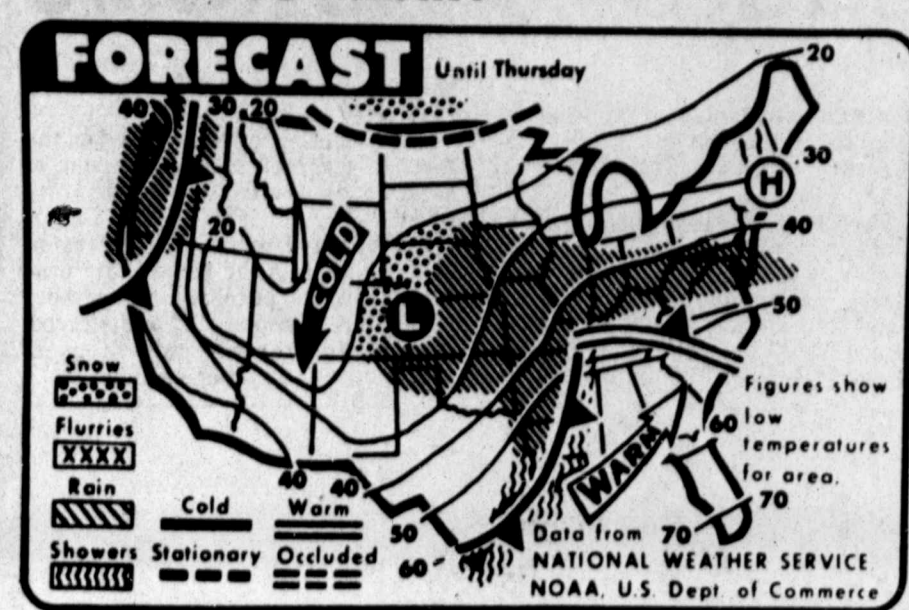 FORECAST Until Thursday
20
40 30 20
30
H
20
40
COLD
L
50
Snow
Flurries
XXXX
Rain
Showers
Cold
Warm
Stationary
Occluded
40 40
50
60
WARM
60
70
70
Figures show
low
temperatures
for area.
Data from
NATIONAL WEATHER SERVICE
NOAA, U.S. Dept. of Commerce